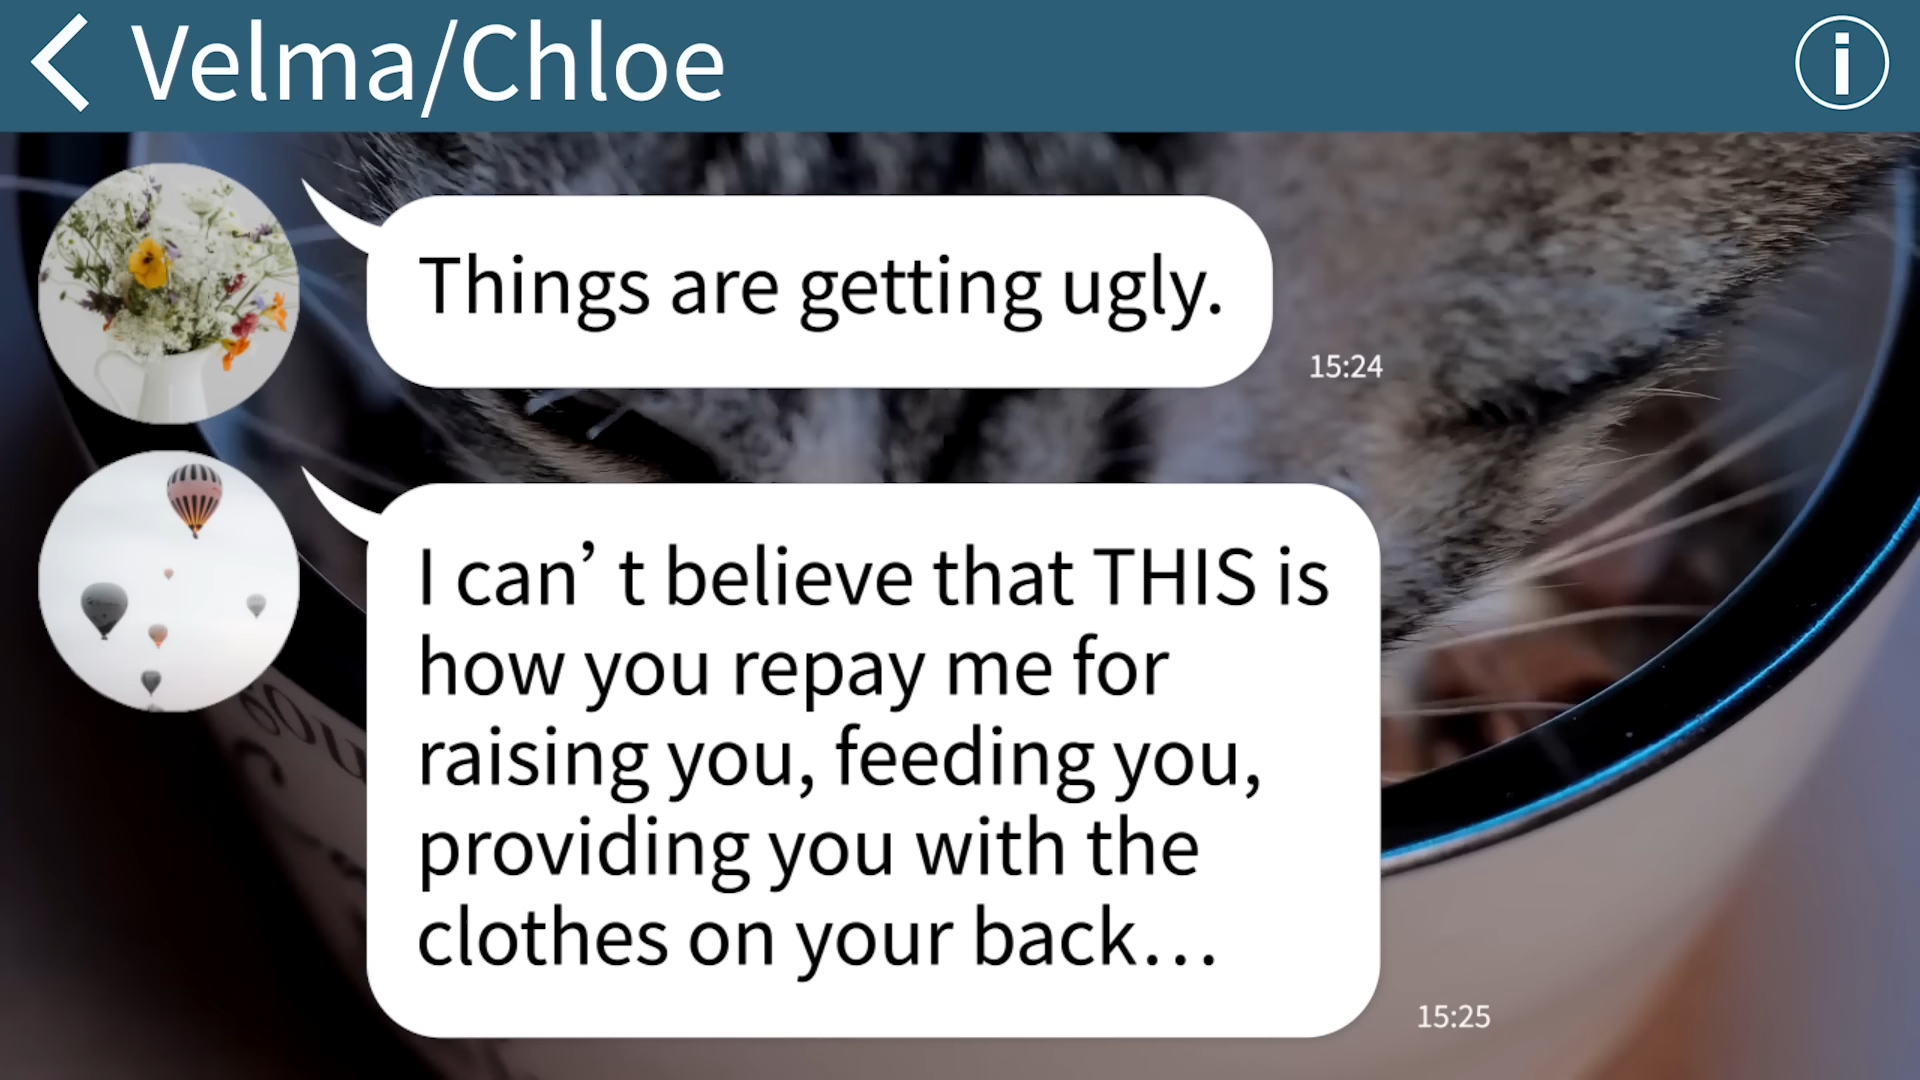 Velma/Chloe
Things are getting ugly.
15:24
I can’t believe that THIS is
how you repay me for
raising you, feeding you,
providing you with the
clothes on your back…
15:25